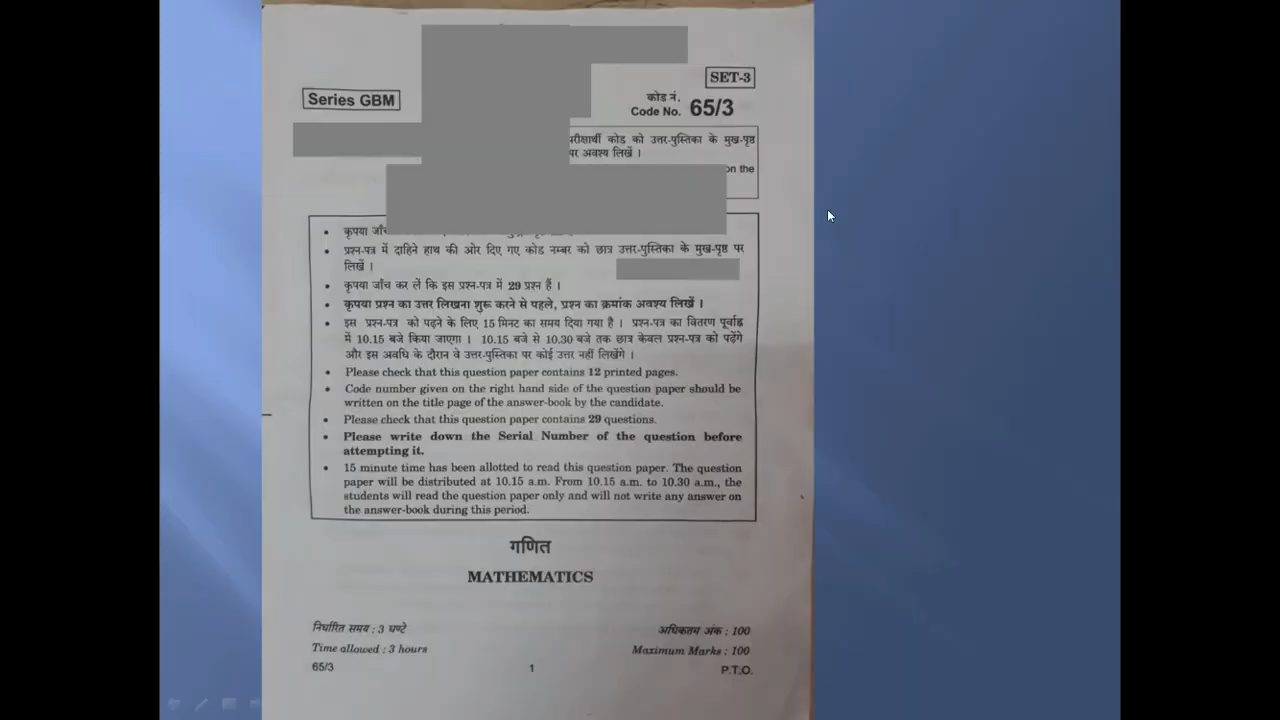 SET-3
Series GBM
कोड नं.
Code No. 65/3
परीक्षार्थी कोड को उत्तर-पुस्तिका के मुख-पृष्ठ
पर अवश्य लिखें ।
on the
• कृपया जाँच
• प्रश्न-पत्र में दाहिने हाथ की ओर दिए गए कोड नम्बर को छात्र उत्तर-पुस्तिका के मुख-पृष्ठ पर
लिखें ।
• कृपया जाँच कर लें कि इस प्रश्न-पत्र में 29 प्रश्न हैं ।
• कृपया प्रश्न का उत्तर लिखना शुरू करने से पहले, प्रश्न का क्रमांक अवश्य लिखें ।
• इस प्रश्न-पत्र को पढ़ने के लिए 15 मिनट का समय दिया गया है । प्रश्न-पत्र का वितरण पूर्वाह्न
में 10.15 बजे किया जाएगा । 10.15 बजे से 10.30 बजे तक छात्र केवल प्रश्न-पत्र को पढ़ेंगे
और इस अवधि के दौरान वे उत्तर-पुस्तिका पर कोई उत्तर नहीं लिखेंगे ।
• Please check that this question paper contains 12 printed pages.
• Code number given on the right hand side of the question paper should be
written on the title page of the answer-book by the candidate.
• Please check that this question paper contains 29 questions.
• Please write down the Serial Number of the question before
attempting it.
• 15 minute time has been allotted to read this question paper. The question
paper will be distributed at 10.15 a.m. From 10.15 a.m. to 10.30 a.m., the
students will read the question paper only and will not write any answer on
the answer-book during this period.
गणित
MATHEMATICS
निर्धारित समय : 3 घण्टे
अधिकतम अंक : 100
Time allowed : 3 hours
Maximum Marks : 100
65/3
1
P.T.O.